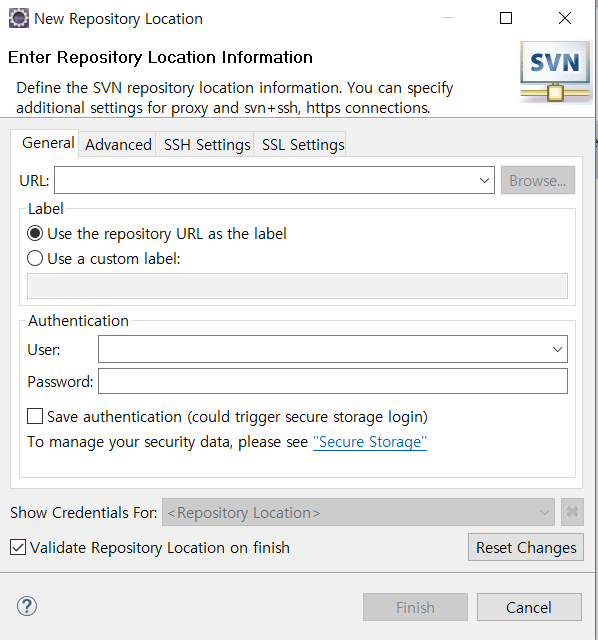 New Repository Location
Enter Repository Location Information
SVN
Define the SVN repository location information. You can specify
additional settings for proxy and svn+ssh, https connections.
General Advanced SSH Settings SSL Settings
URL: Browse...
Label
Use the repository URL as the label
Use a custom label:
Authentication
User:
Password:
Save authentication (could trigger secure storage login)
To manage your security data, please see "Secure Storage"
Show Credentials For: <Repository Location>
Validate Repository Location on finish Reset Changes
? Finish Cancel